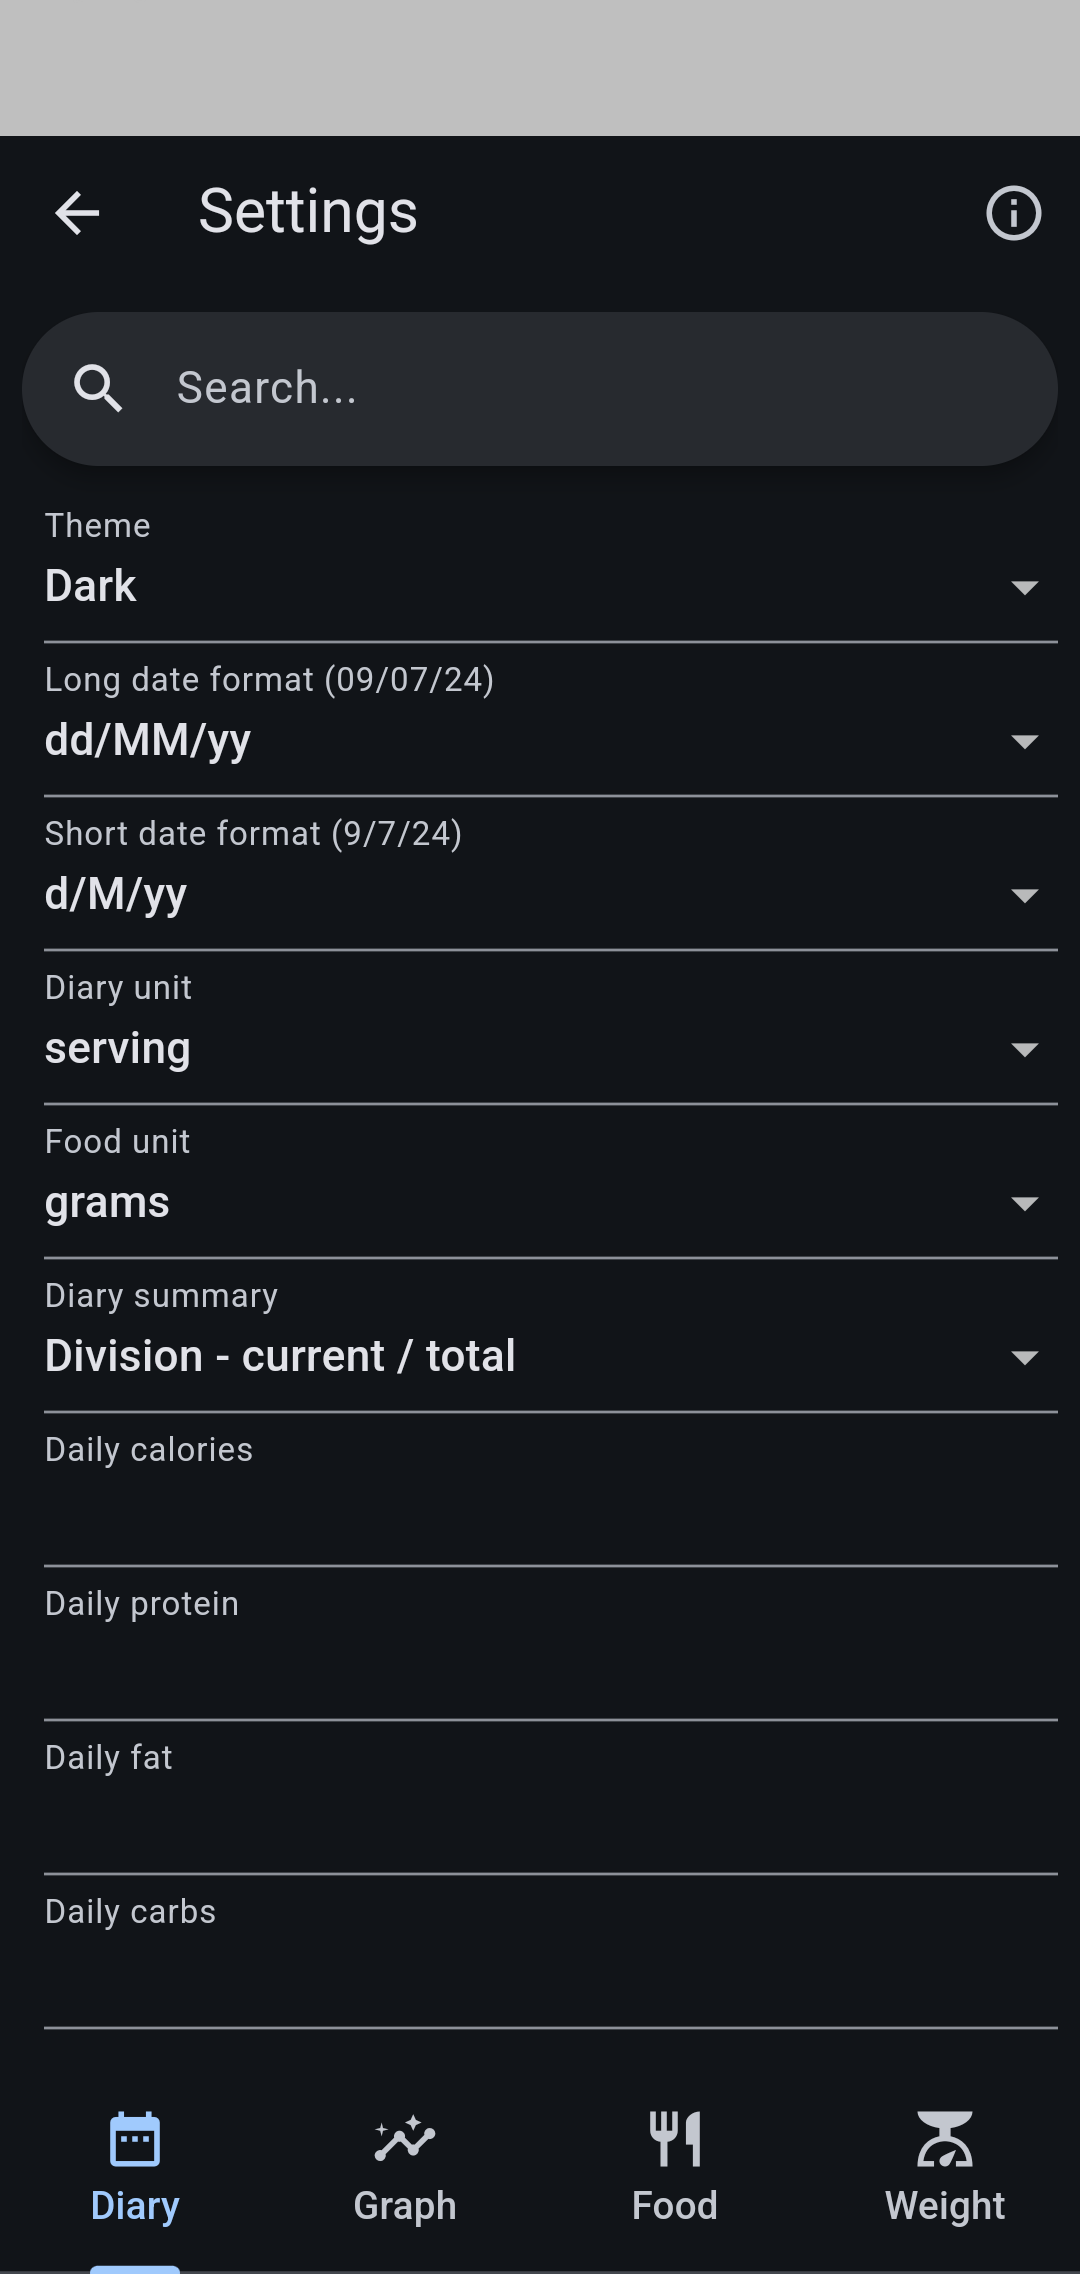 Settings
Search...
Theme
Dark
Long date format (09/07/24)
dd/MM/yy
Short date format (9/7/24)
d/M/yy
Diary unit
serving
Food unit
grams
Diary summary
Division - current / total
Daily calories
Daily protein
Daily fat
Daily carbs
Diary
Graph
Food
Weight